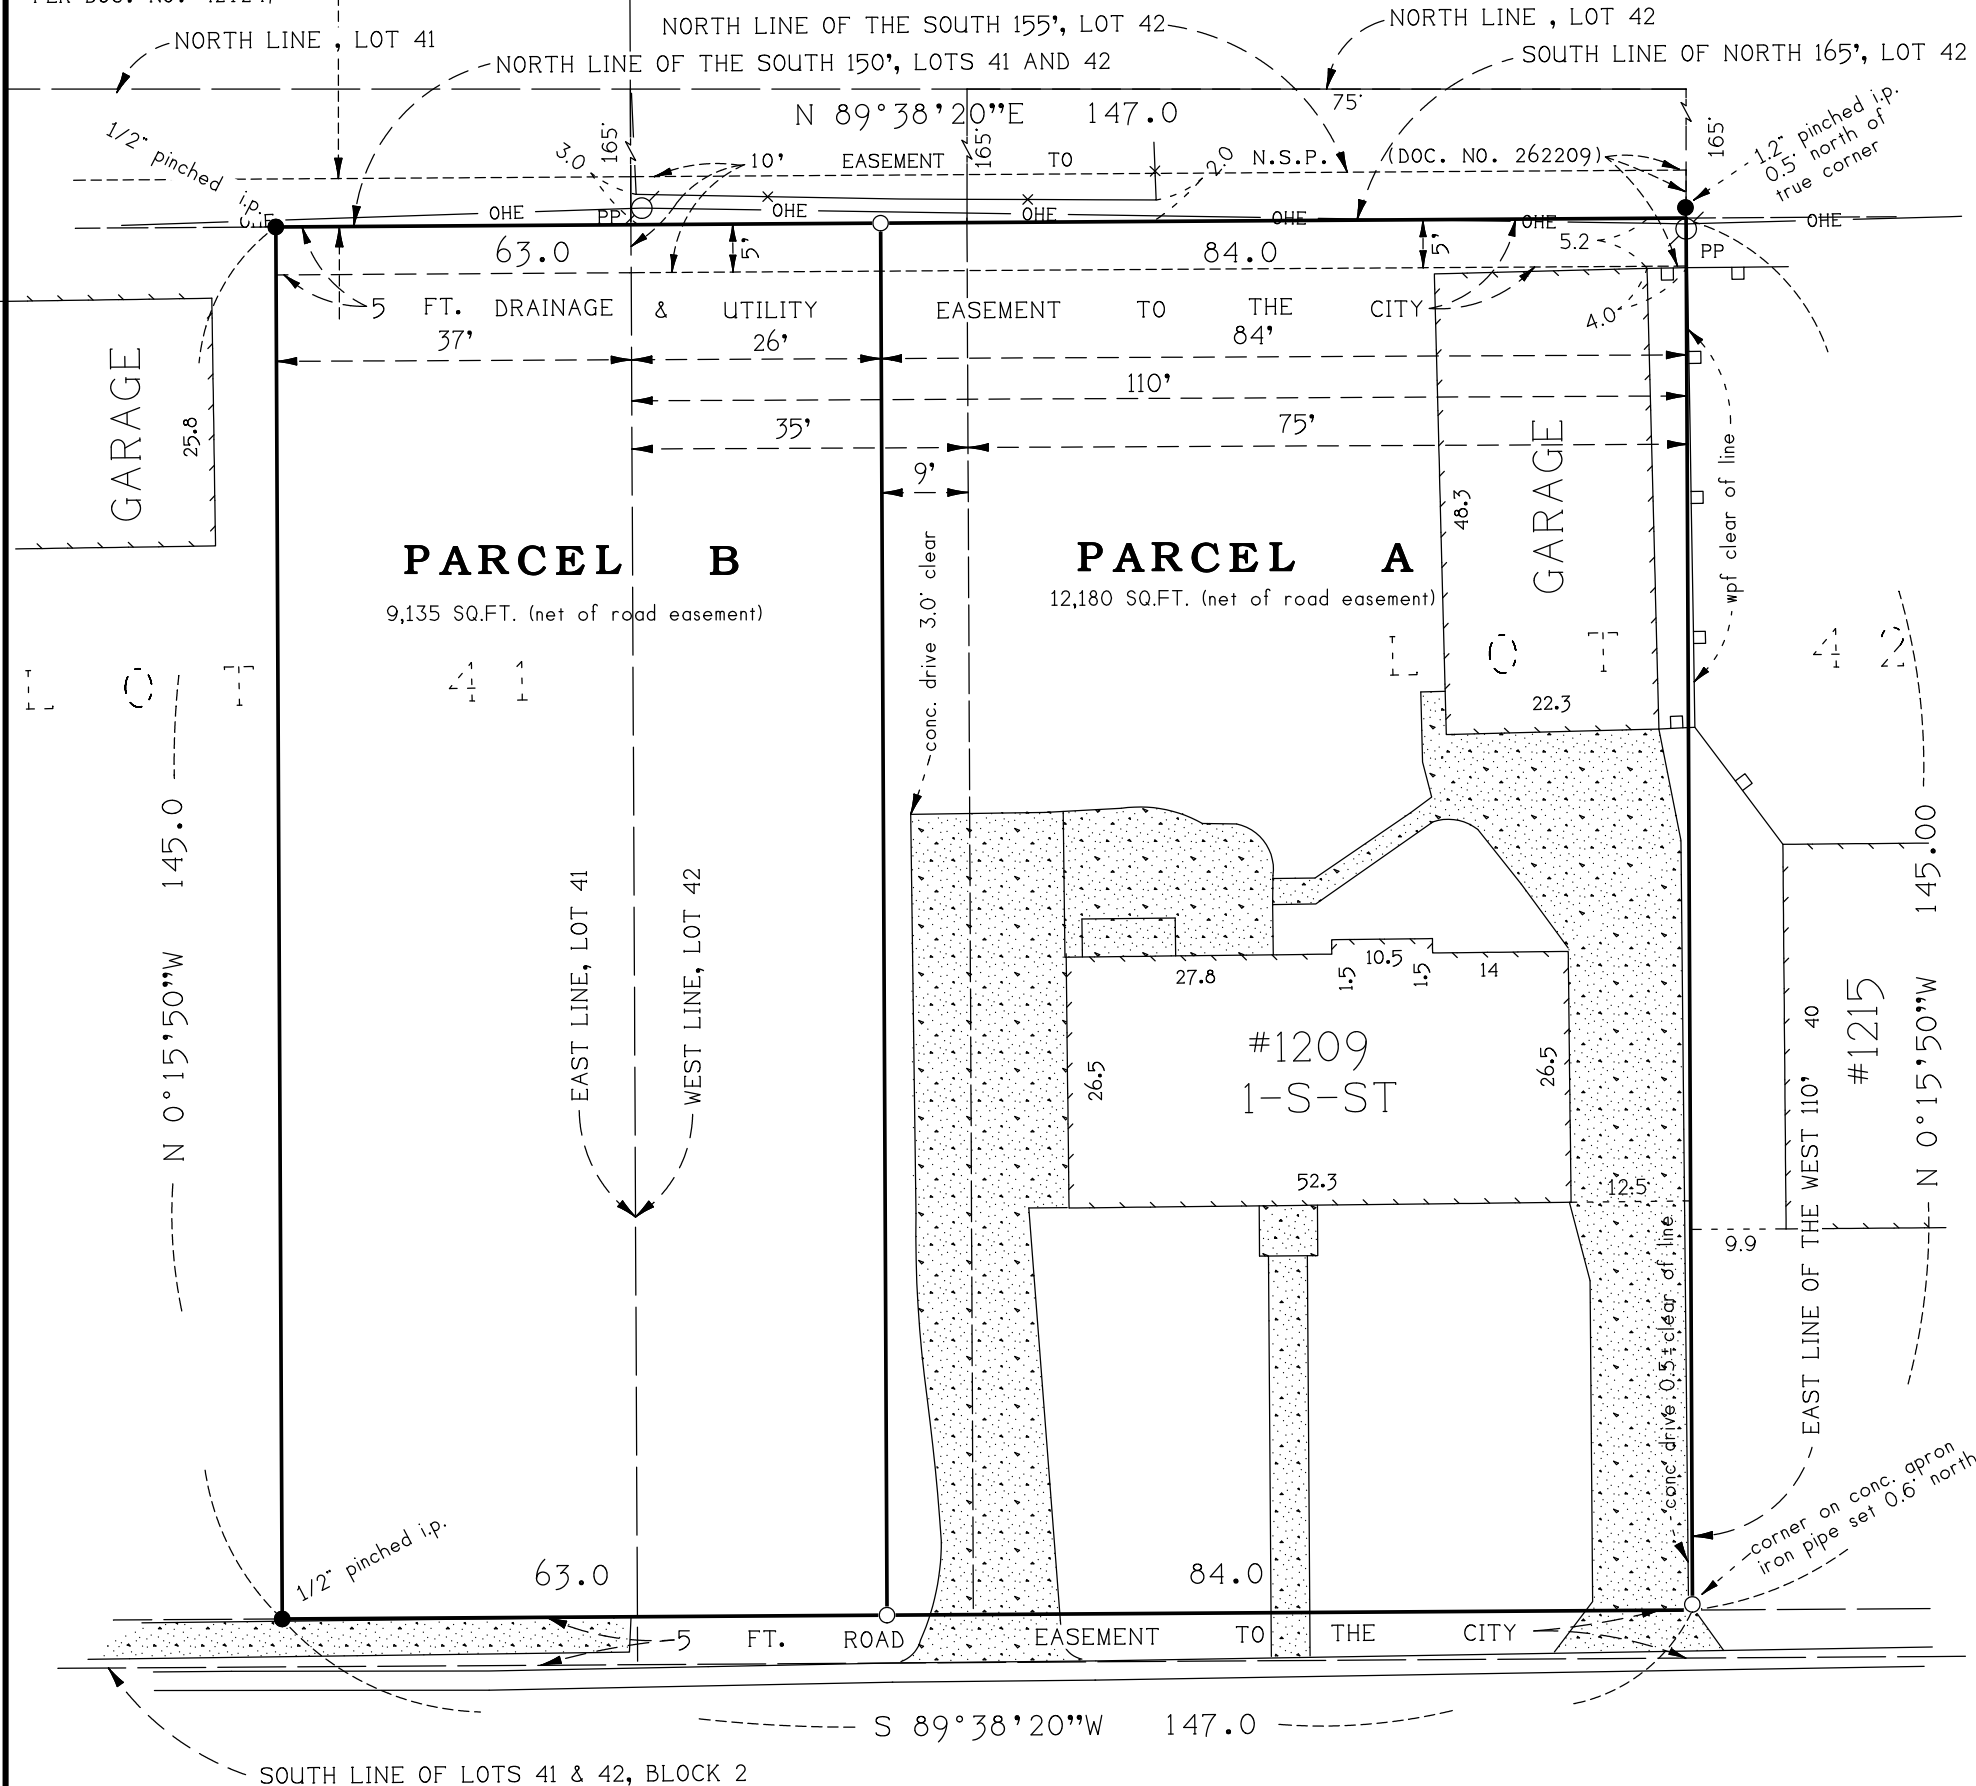 NORTH LINE OF THE SOUTH 155', LOT 42
NORTH LINE , LOT 42
NORTH LINE , LOT 41
NORTH LINE OF THE SOUTH 150', LOTS 41 AND 42
SOUTH LINE OF NORTH 165', LOT 42
N 89°38'20"E 147.0
75'
1/2" pinched i.p.
3.0
165'
165'
165'
10' EASEMENT TO N.S.P. (DOC. NO. 262209)
2.0
1.2" pinched i.p.
0.5' north of
true corner
OHE
PP
OHE
OHE
OHE
OHE
OHE
63.0
5'
84.0
5'
5.2
PP
5 FT. DRAINAGE & UTILITY EASEMENT TO THE CITY
4.0
37'
26'
84'
110'
35'
75'
9'
GARAGE
25.8
48.3
GARAGE
wpf clear of line
PARCEL B
9,135 SQ.FT. (net of road easement)
PARCEL A
12,180 SQ.FT. (net of road easement)
conc. drive 3.0' clear
LOT 41
LOT 42
22.3
N 0°15'50"W 145.0
N 0°15'50"W 145.00
EAST LINE, LOT 41
WEST LINE, LOT 42
27.8
1.5
10.5
1.5
14
26.5
#1209
1-S-ST
26.5
52.3
12.5
9.9
40
#1215
EAST LINE OF THE WEST 110'
conc. drive 0.5± clear of line
corner on conc. apron
iron pipe set 0.6' north
1/2" pinched i.p.
63.0
84.0
5 FT. ROAD EASEMENT TO THE CITY
S 89°38'20"W 147.0
SOUTH LINE OF LOTS 41 & 42, BLOCK 2